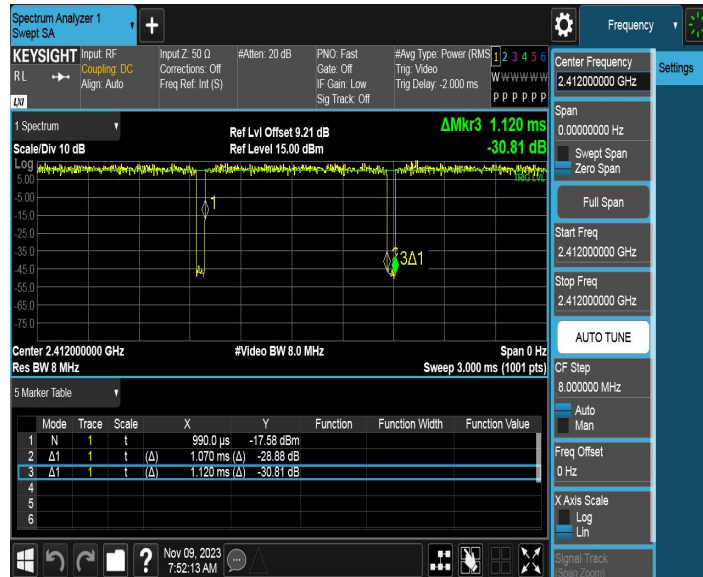 Spectrum Analyzer 1
Swept SA
+
Frequency
KEYSIGHT
RL
LXI
Input: RF
Coupling: DC
Align: Auto
Input Z: 50 Ω
Corrections: Off
Freq Ref: Int (S)
#Atten: 20 dB
PNO: Fast
Gate: Off
IF Gain: Low
Sig Track: Off
#Avg Type: Power (RMS
Trig: Video
Trig Delay: -2.000 ms
1 2 3 4 5 6
W W W W W W
P P P P P P
Settings
1 Spectrum
Scale/Div 10 dB
Ref Lvl Offset 9.21 dB
Ref Level 15.00 dBm
ΔMkr3 1.120 ms
-30.81 dB
Log
5.00
-5.00
-15.0
-25.0
-35.0
-45.0
-55.0
-65.0
-75.0
TRIG LVL
1
3Δ1
Center 2.412000000 GHz
Res BW 8 MHz
#Video BW 8.0 MHz
Span 0 Hz
Sweep 3.000 ms (1001 pts)
5 Marker Table
Mode Trace Scale X Y Function Function Width Function Value
1 N 1 t 990.0 µs -17.58 dBm
2 Δ1 1 t (Δ) 1.070 ms (Δ) -28.88 dB
3 Δ1 1 t (Δ) 1.120 ms (Δ) -30.81 dB
4
5
6
?
Nov 09, 2023
7:52:13 AM
Center Frequency
2.412000000 GHz
Span
0.00000000 Hz
Swept Span
Zero Span
Full Span
Start Freq
2.412000000 GHz
Stop Freq
2.412000000 GHz
AUTO TUNE
CF Step
8.000000 MHz
Auto
Man
Freq Offset
0 Hz
X Axis Scale
Log
Lin
Signal Track
(Span Zoom)